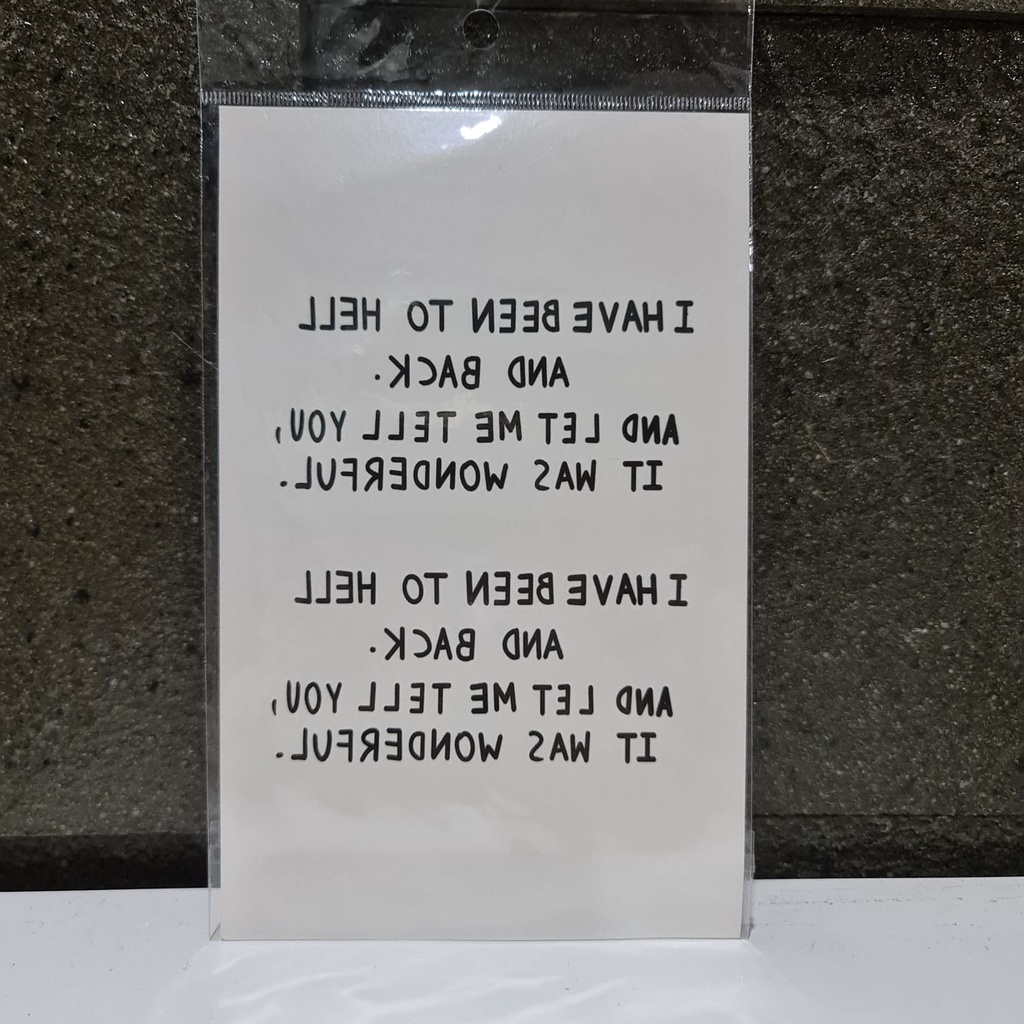 I HAVE BEEN TO HELL
AND BACK.
AND LET ME TELL YOU,
IT WAS WONDERFUL.
I HAVE BEEN TO HELL
AND BACK.
AND LET ME TELL YOU,
IT WAS WONDERFUL.